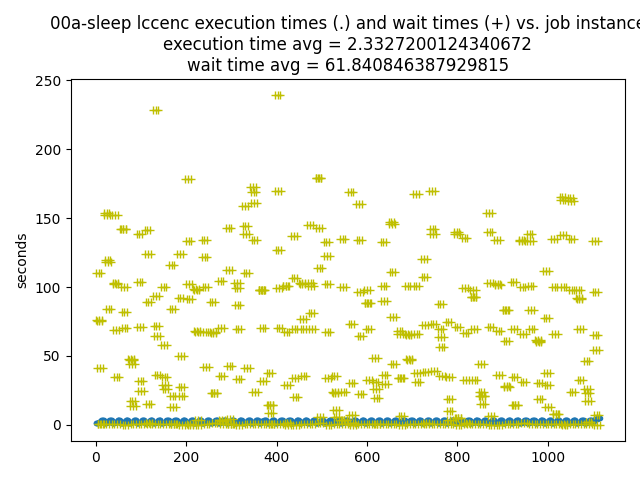 00a-sleep lccenc execution times (.) and wait times (+) vs. job instance
execution time avg = 2.3327200124340672
wait time avg = 61.840846387929815
250
200
150
100
50
0
seconds
0 200 400 600 800 1000